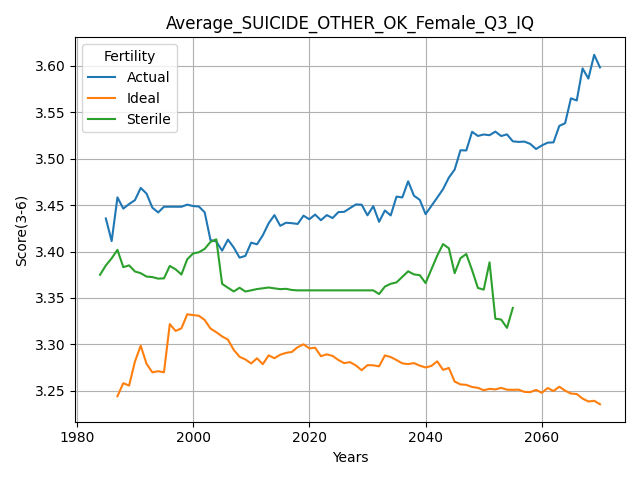 Average_SUICIDE_OTHER_OK_Female_Q3_IQ
Fertility
Actual
Ideal
Sterile
Score(3-6)
3.60
3.55
3.50
3.45
3.40
3.35
3.30
3.25
1980
2000
2020
2040
2060
Years